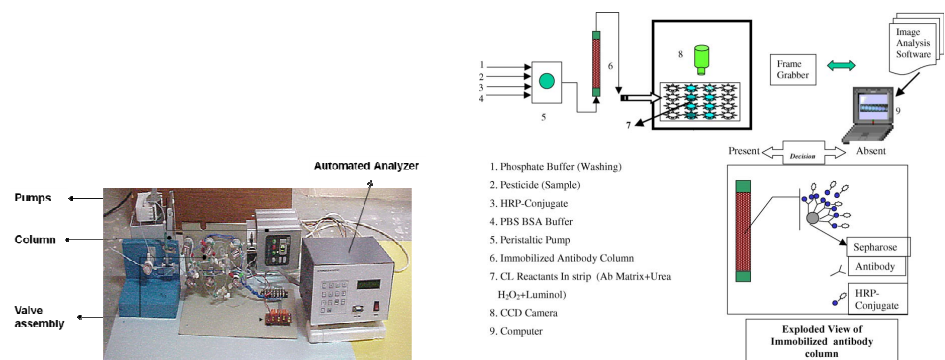 Automated Analyzer
Pumps
Column
Valve
assembly
1
2
3
4
5
6
7
8
9
Frame
Grabber
Image
Analysis
Software
Present
Decision
Absent
1. Phosphate Buffer (Washing)
2. Pesticide (Sample)
3. HRP-Conjugate
4. PBS BSA Buffer
5. Peristaltic Pump
6. Immobilized Antibody Column
7. CL Reactants In strip (Ab Matrix+Urea
H₂O₂+Luminol)
8. CCD Camera
9. Computer
Sepharose
Antibody
HRP-
Conjugate
Exploded View of
Immobilized antibody
column